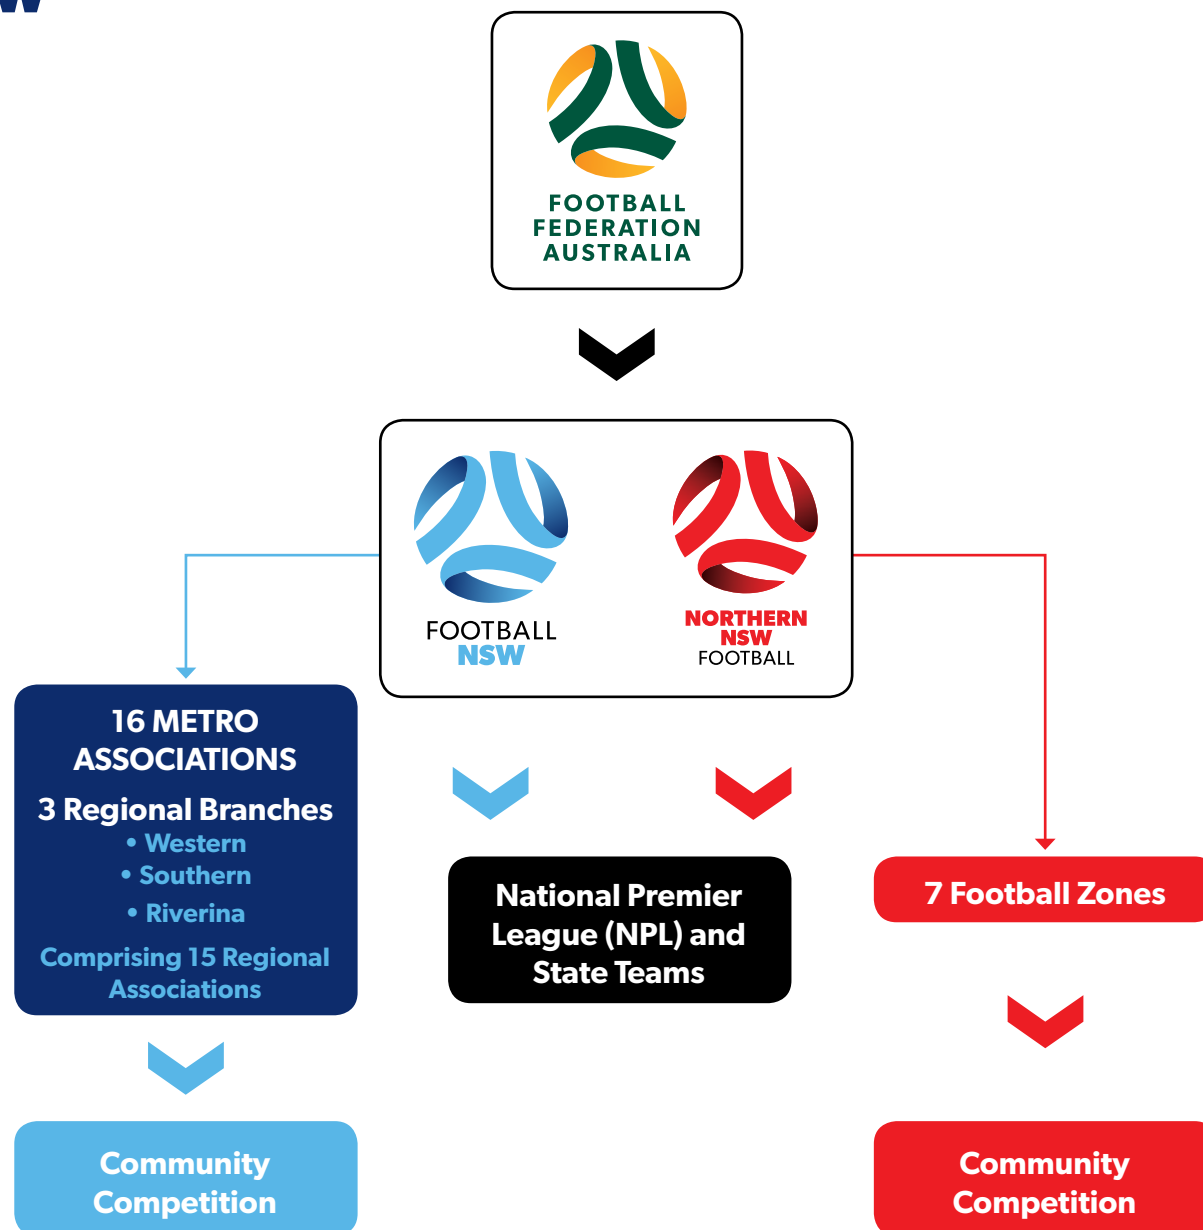 FOOTBALL
FEDERATION
AUSTRALIA
FOOTBALL
NSW
NORTHERN
NSW
FOOTBALL
16 METRO
ASSOCIATIONS
3 Regional Branches
• Western
• Southern
• Riverina
Comprising 15 Regional
Associations
National Premier
League (NPL) and
State Teams
7 Football Zones
Community
Competition
Community
Competition